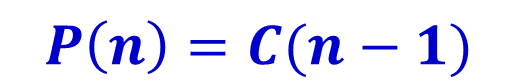 P(n) = C(n − 1)